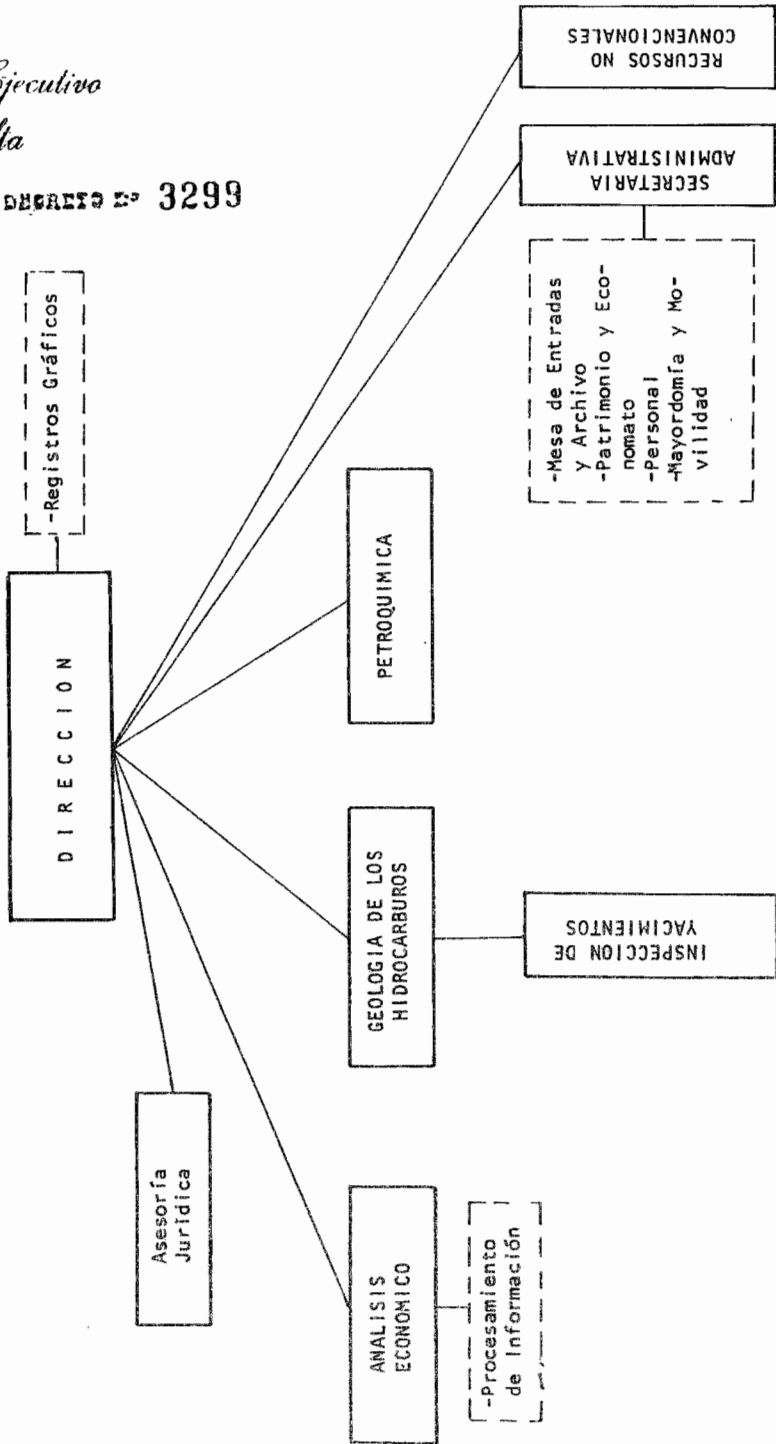 jecutivo
lta
DECRETO Nº 3299
DIRECCION
-Registros Gráficos
Asesoría
Jurídica
ANALISIS
ECONOMICO
-Procesamiento
de Información
GEOLOGIA DE LOS
HIDROCARBUROS
INSPECCION DE
YACIMIENTOS
PETROQUIMICA
SECRETARIA
ADMINISTRATIVA
-Mesa de Entradas
y Archivo
-Patrimonio y Eco-
nomato
-Personal
-Mayordomía y Mo-
vilidad
RECURSOS NO
CONVENCIONALES